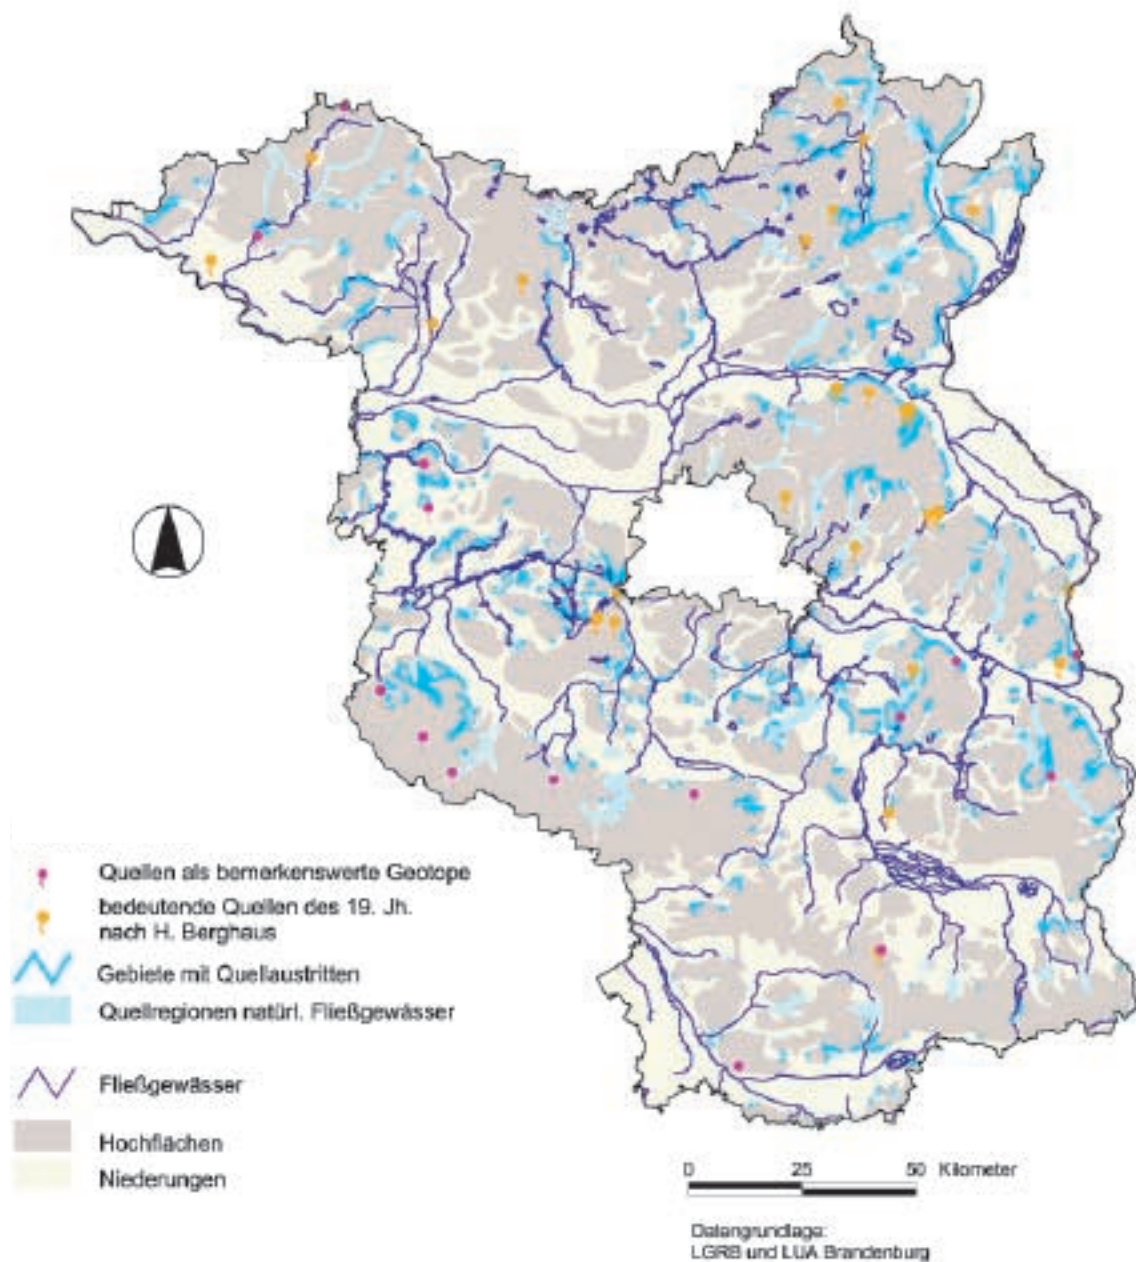 Quellen als bemerkenswerte Geotope
bedeutende Quellen des 19. Jh.
nach H. Berghaus
Gebiete mit Quellaustritten
Quellregionen natürl. Fließgewässer
Fließgewässer
Hochflächen
Niederungen
0 25 50 Kilometer
Datengrundlage:
LGRB und LUA Brandenburg